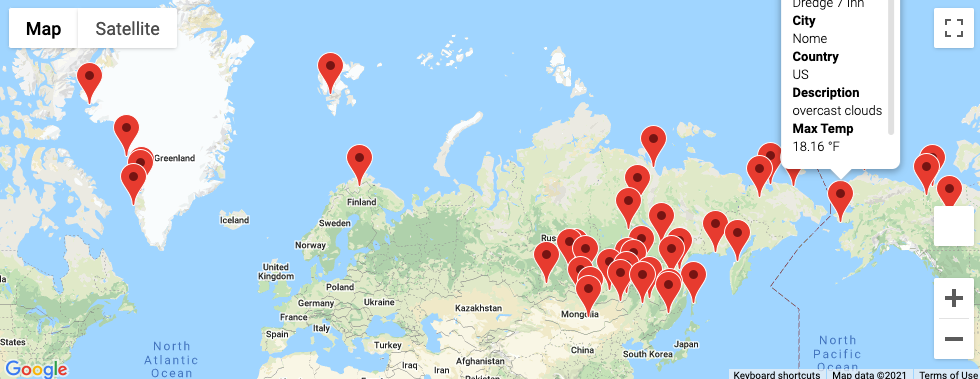 Map
Satellite
Dredge 7 Inn
City
Nome
Country
US
Description
overcast clouds
Max Temp
18.16 °F
Greenland
Iceland
Finland
Sweden
Norway
Rus
United
Kingdom
Poland
Germany
Ukraine
France
Kazakhstan
Mongolia
Italy
Spain
Turkey
Afghanistan
China
South Korea
Japan
Iraq
Iran
North
Atlantic
Ocean
North
Pacific
Ocean
States
Google
Keyboard shortcuts
Map data ©2021
Terms of Use